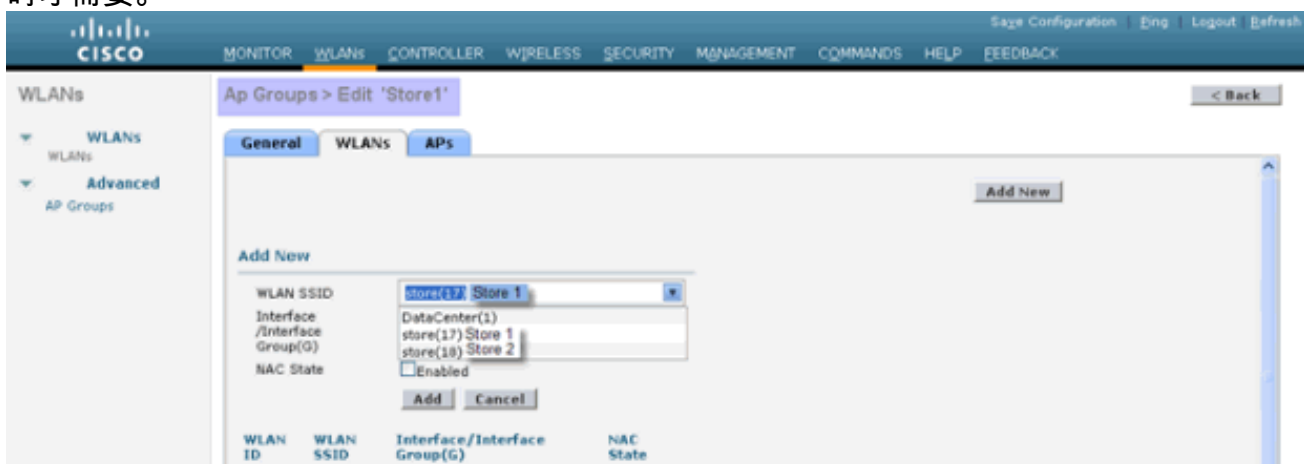 Save Configuration | Ping | Logout | Refresh
CISCO
MONITOR WLANs CONTROLLER WIRELESS SECURITY MANAGEMENT COMMANDS HELP FEEDBACK
WLANs
Ap Groups > Edit 'Store1'
< Back
WLANs
WLANs
Advanced
AP Groups
General WLANs APs
Add New
Add New
WLAN SSID store(17) Store 1
Interface
/Interface
Group(G)
DataCenter(1)
store(17) Store 1
store(18) Store 2
NAC State Enabled
Add Cancel
WLAN ID
WLAN SSID
Interface/Interface Group(G)
NAC State